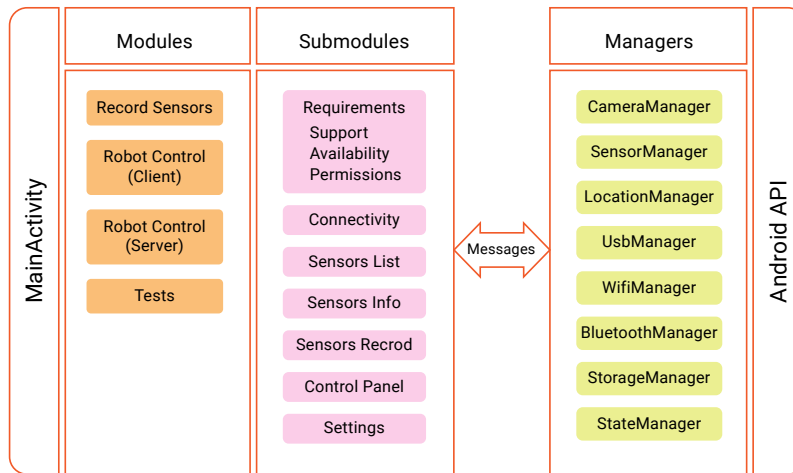 MainActivity
Modules
Record Sensors
Robot Control
(Client)
Robot Control
(Server)
Tests
Submodules
Requirements
Support
Availability
Permissions
Connectivity
Sensors List
Sensors Info
Sensors Recrod
Control Panel
Settings
Messages
Managers
CameraManager
SensorManager
LocationManager
UsbManager
WifiManager
BluetoothManager
StorageManager
StateManager
Android API